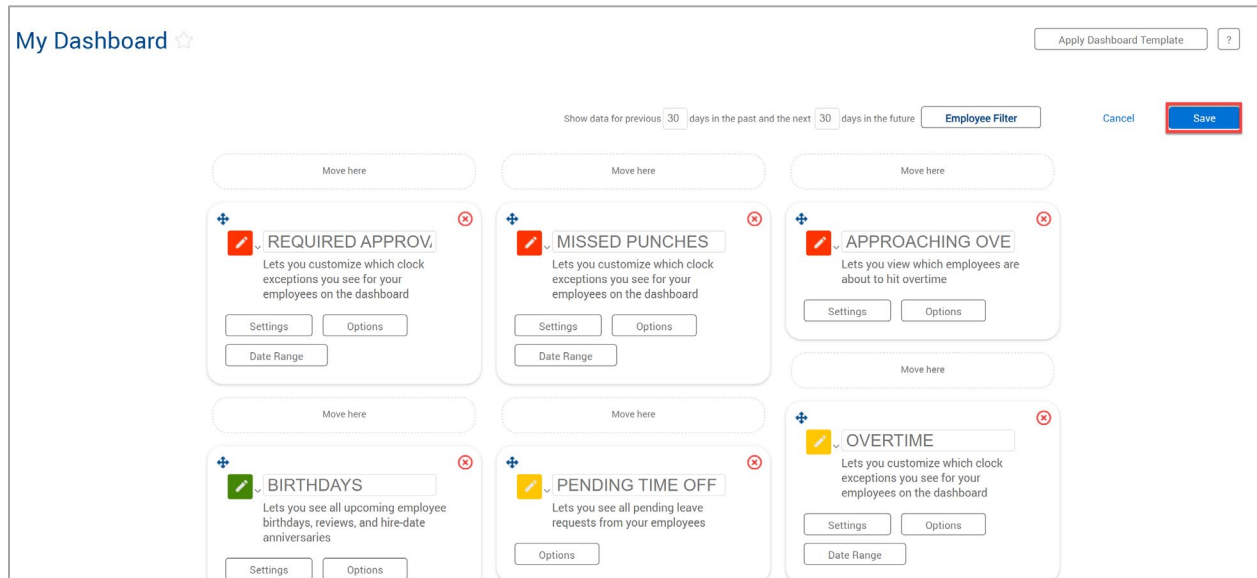 My Dashboard
Apply Dashboard Template
?
Show data for previous 30 days in the past and the next 30 days in the future
Employee Filter
Cancel
Save
Move here
Move here
Move here
REQUIRED APPROV
Lets you customize which clock
exceptions you see for your
employees on the dashboard
Settings
Options
Date Range
MISSED PUNCHES
Lets you customize which clock
exceptions you see for your
employees on the dashboard
Settings
Options
Date Range
APPROACHING OVE
Lets you view which employees are
about to hit overtime
Settings
Options
Move here
Move here
Move here
BIRTHDAYS
Lets you see all upcoming employee
birthdays, reviews, and hire-date
anniversaries
Settings
Options
PENDING TIME OFF
Lets you see all pending leave
requests from your employees
Options
OVERTIME
Lets you customize which clock
exceptions you see for your
employees on the dashboard
Settings
Options
Date Range